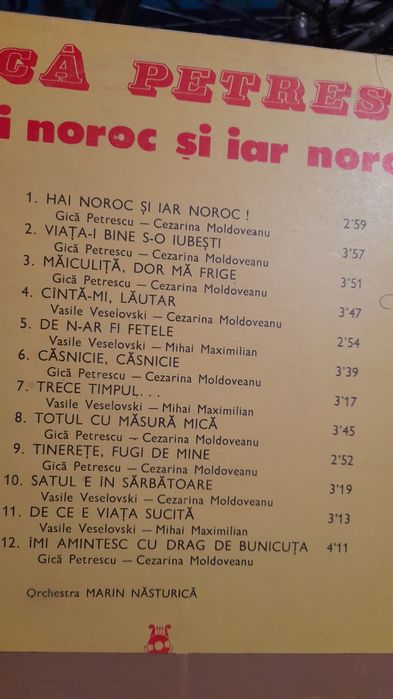 CĂ PETRES
i noroc și iar noro
1. HAI NOROC ȘI IAR NOROC ! 2'59
Gică Petrescu — Cezarina Moldoveanu
2. VIAȚA-I BINE S-O IUBEȘTI 3'57
Gică Petrescu — Cezarina Moldoveanu
3. MĂICULIȚĂ, DOR MĂ FRIGE 3'51
Gică Petrescu — Cezarina Moldoveanu
4. CÎNTĂ-MI, LĂUTAR 3'47
Vasile Veselovski — Cezarina Moldoveanu
5. DE N-AR FI FETELE 2'54
Vasile Veselovski — Mihai Maximilian
6. CĂSNICIE, CĂSNICIE 3'39
Gică Petrescu — Cezarina Moldoveanu
7. TRECE TIMPUL... 3'17
Vasile Veselovski — Mihai Maximilian
8. TOTUL CU MĂSURĂ MICĂ 3'45
Gică Petrescu — Cezarina Moldoveanu
9. TINEREȚE, FUGI DE MINE 2'52
Gică Petrescu — Cezarina Moldoveanu
10. SATUL E ÎN SĂRBĂTOARE 3'19
Vasile Veselovski — Cezarina Moldoveanu
11. DE CE E VIAȚA SUCITĂ 3'13
Vasile Veselovski — Mihai Maximilian
12. ÎMI AMINTESC CU DRAG DE BUNICUȚA 4'11
Gică Petrescu — Cezarina Moldoveanu
Orchestra MARIN NĂSTURICĂ